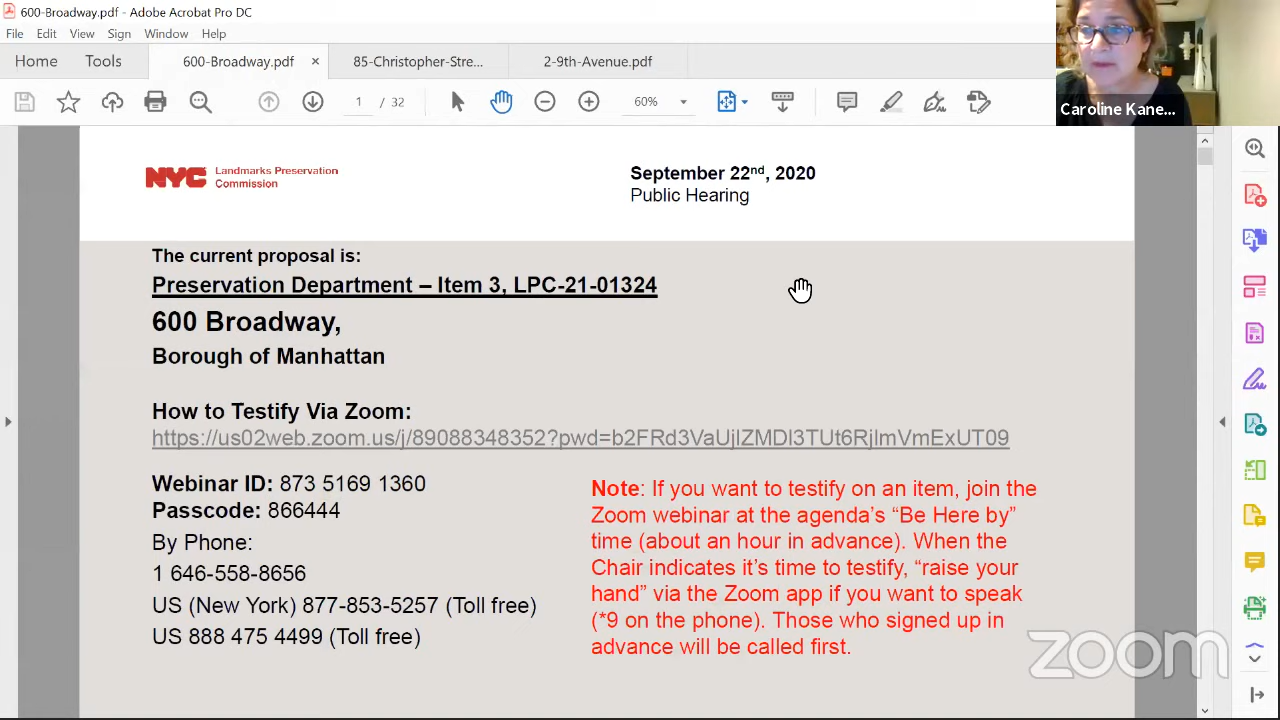 600-Broadway.pdf - Adobe Acrobat Pro DC
File Edit View Sign Window Help
Home Tools 600-Broadway.pdf × 85-Christopher-Stre... 2-9th-Avenue.pdf
1 / 32 60%
Caroline Kane...
NYC Landmarks Preservation
Commission
September 22nd, 2020
Public Hearing
The current proposal is:
Preservation Department – Item 3, LPC-21-01324
600 Broadway,
Borough of Manhattan
How to Testify Via Zoom:
https://us02web.zoom.us/j/89088348352?pwd=b2FRd3VaUjlZMDl3TUt6RjlmVmExUT09
Webinar ID: 873 5169 1360
Passcode: 866444
By Phone:
1 646-558-8656
US (New York) 877-853-5257 (Toll free)
US 888 475 4499 (Toll free)
Note: If you want to testify on an item, join the
Zoom webinar at the agenda’s “Be Here by”
time (about an hour in advance). When the
Chair indicates it’s time to testify, “raise your
hand” via the Zoom app if you want to speak
(*9 on the phone). Those who signed up in
advance will be called first.
zoom